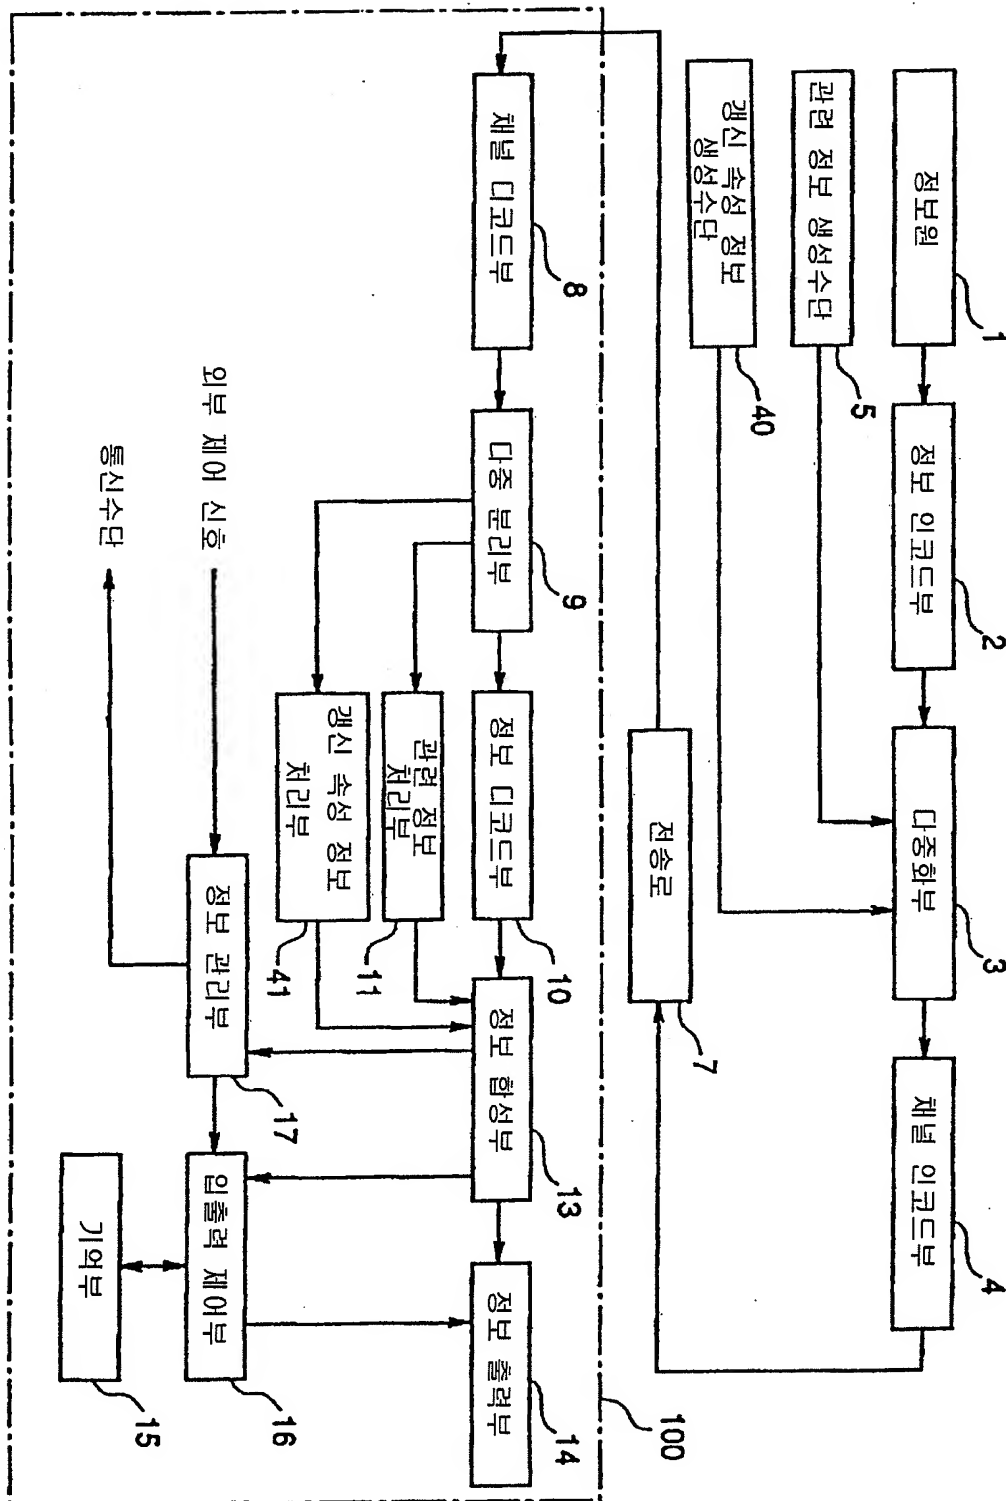 정보원
1
정보 인코드부
2
다중화부
3
채널 인코드부
4
관련 정보 생성수단
5
갱신 속성 정보
생성수단
40
전송로
7
100
채널 디코드부
8
다중 분리부
9
정보 디코드부
10
정보 합성부
13
정보 출력부
14
관련 정보
처리부
11
갱신 속성 정보
처리부
41
외부 제어 신호
정보 관리부
17
입출력 제어부
16
통신수단
기억부
15